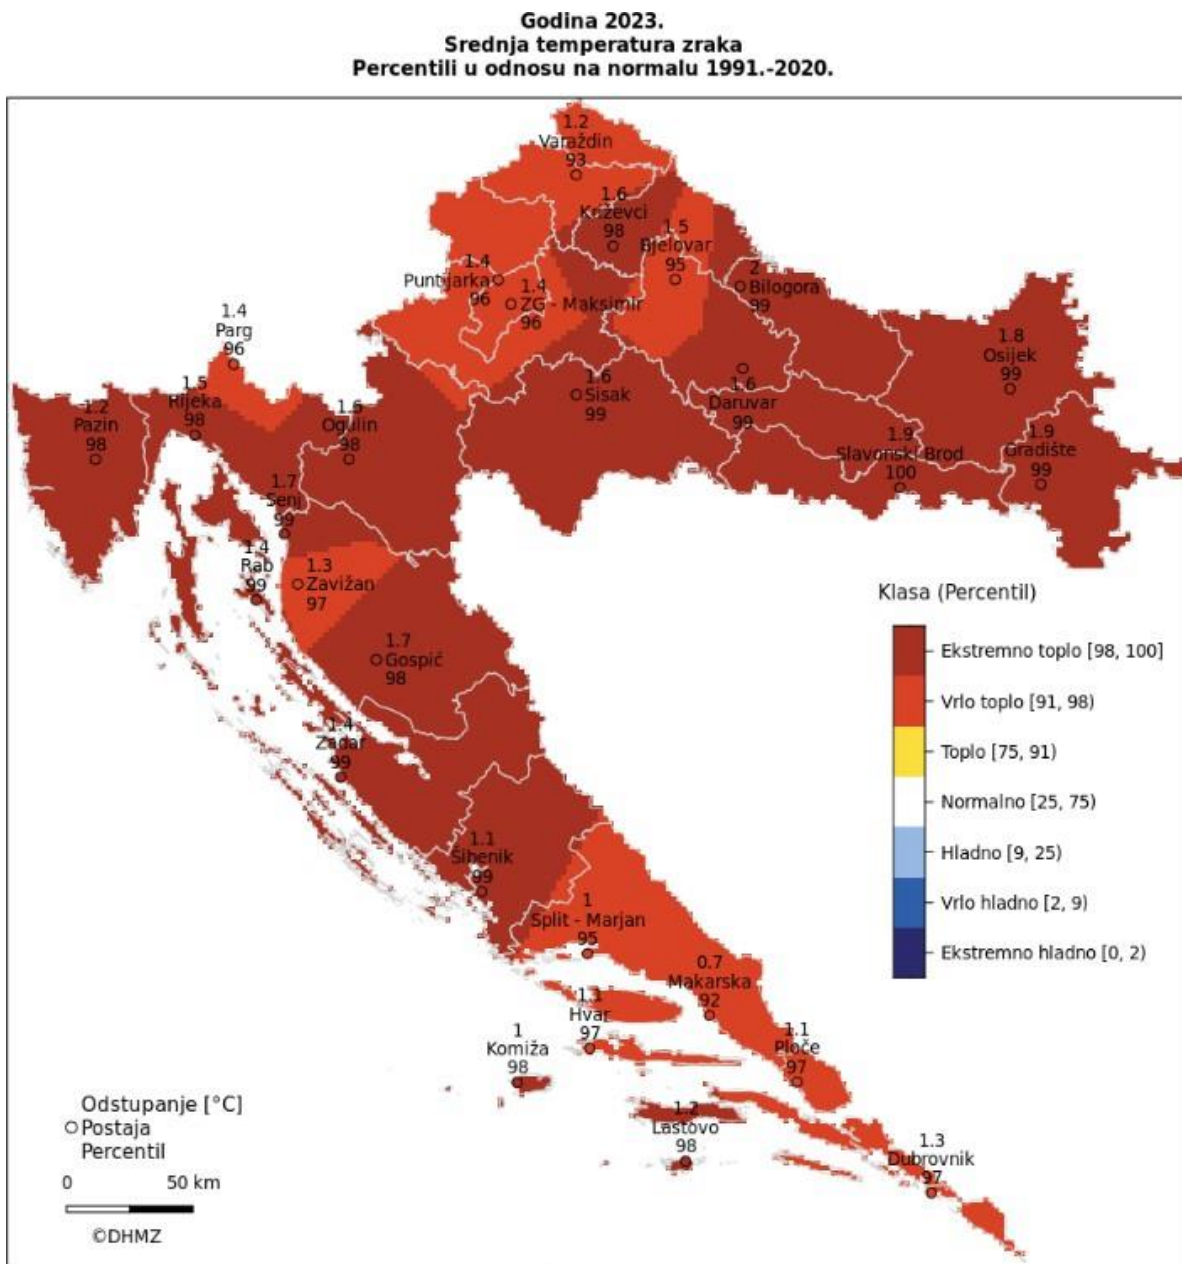 Godina 2023.
Srednja temperatura zraka
Percentili u odnosu na normalu 1991.-2020.
1.2
Varaždin
93
1.6
Križevci
98
1.5
Bjelovar
95
1.4
Puntijarka
96
1.4
ZG - Maksimir
96
2
Bilogora
99
1.4
Parg
96
1.8
Osijek
99
1.5
Rijeka
98
1.2
Pazin
98
1.5
Ogulin
98
1.6
Sisak
99
1.6
Daruvar
99
1.9
Slavonski Brod
100
1.9
Gradište
99
1.7
Senj
99
1.4
Rab
99
1.3
Zavižan
97
1.7
Gospić
98
1.4
Zadar
99
1.1
Šibenik
99
1
Split - Marjan
95
0.7
Makarska
92
1.1
Hvar
97
1
Komiža
98
1.1
Ploče
97
1.2
Lastovo
98
1.3
Dubrovnik
97
Klasa (Percentil)
Ekstremno toplo [98, 100]
Vrlo toplo [91, 98)
Toplo [75, 91)
Normalno [25, 75)
Hladno [9, 25)
Vrlo hladno [2, 9)
Ekstremno hladno [0, 2)
Odstupanje [°C]
Postaja
Percentil
0 50 km
©DHMZ